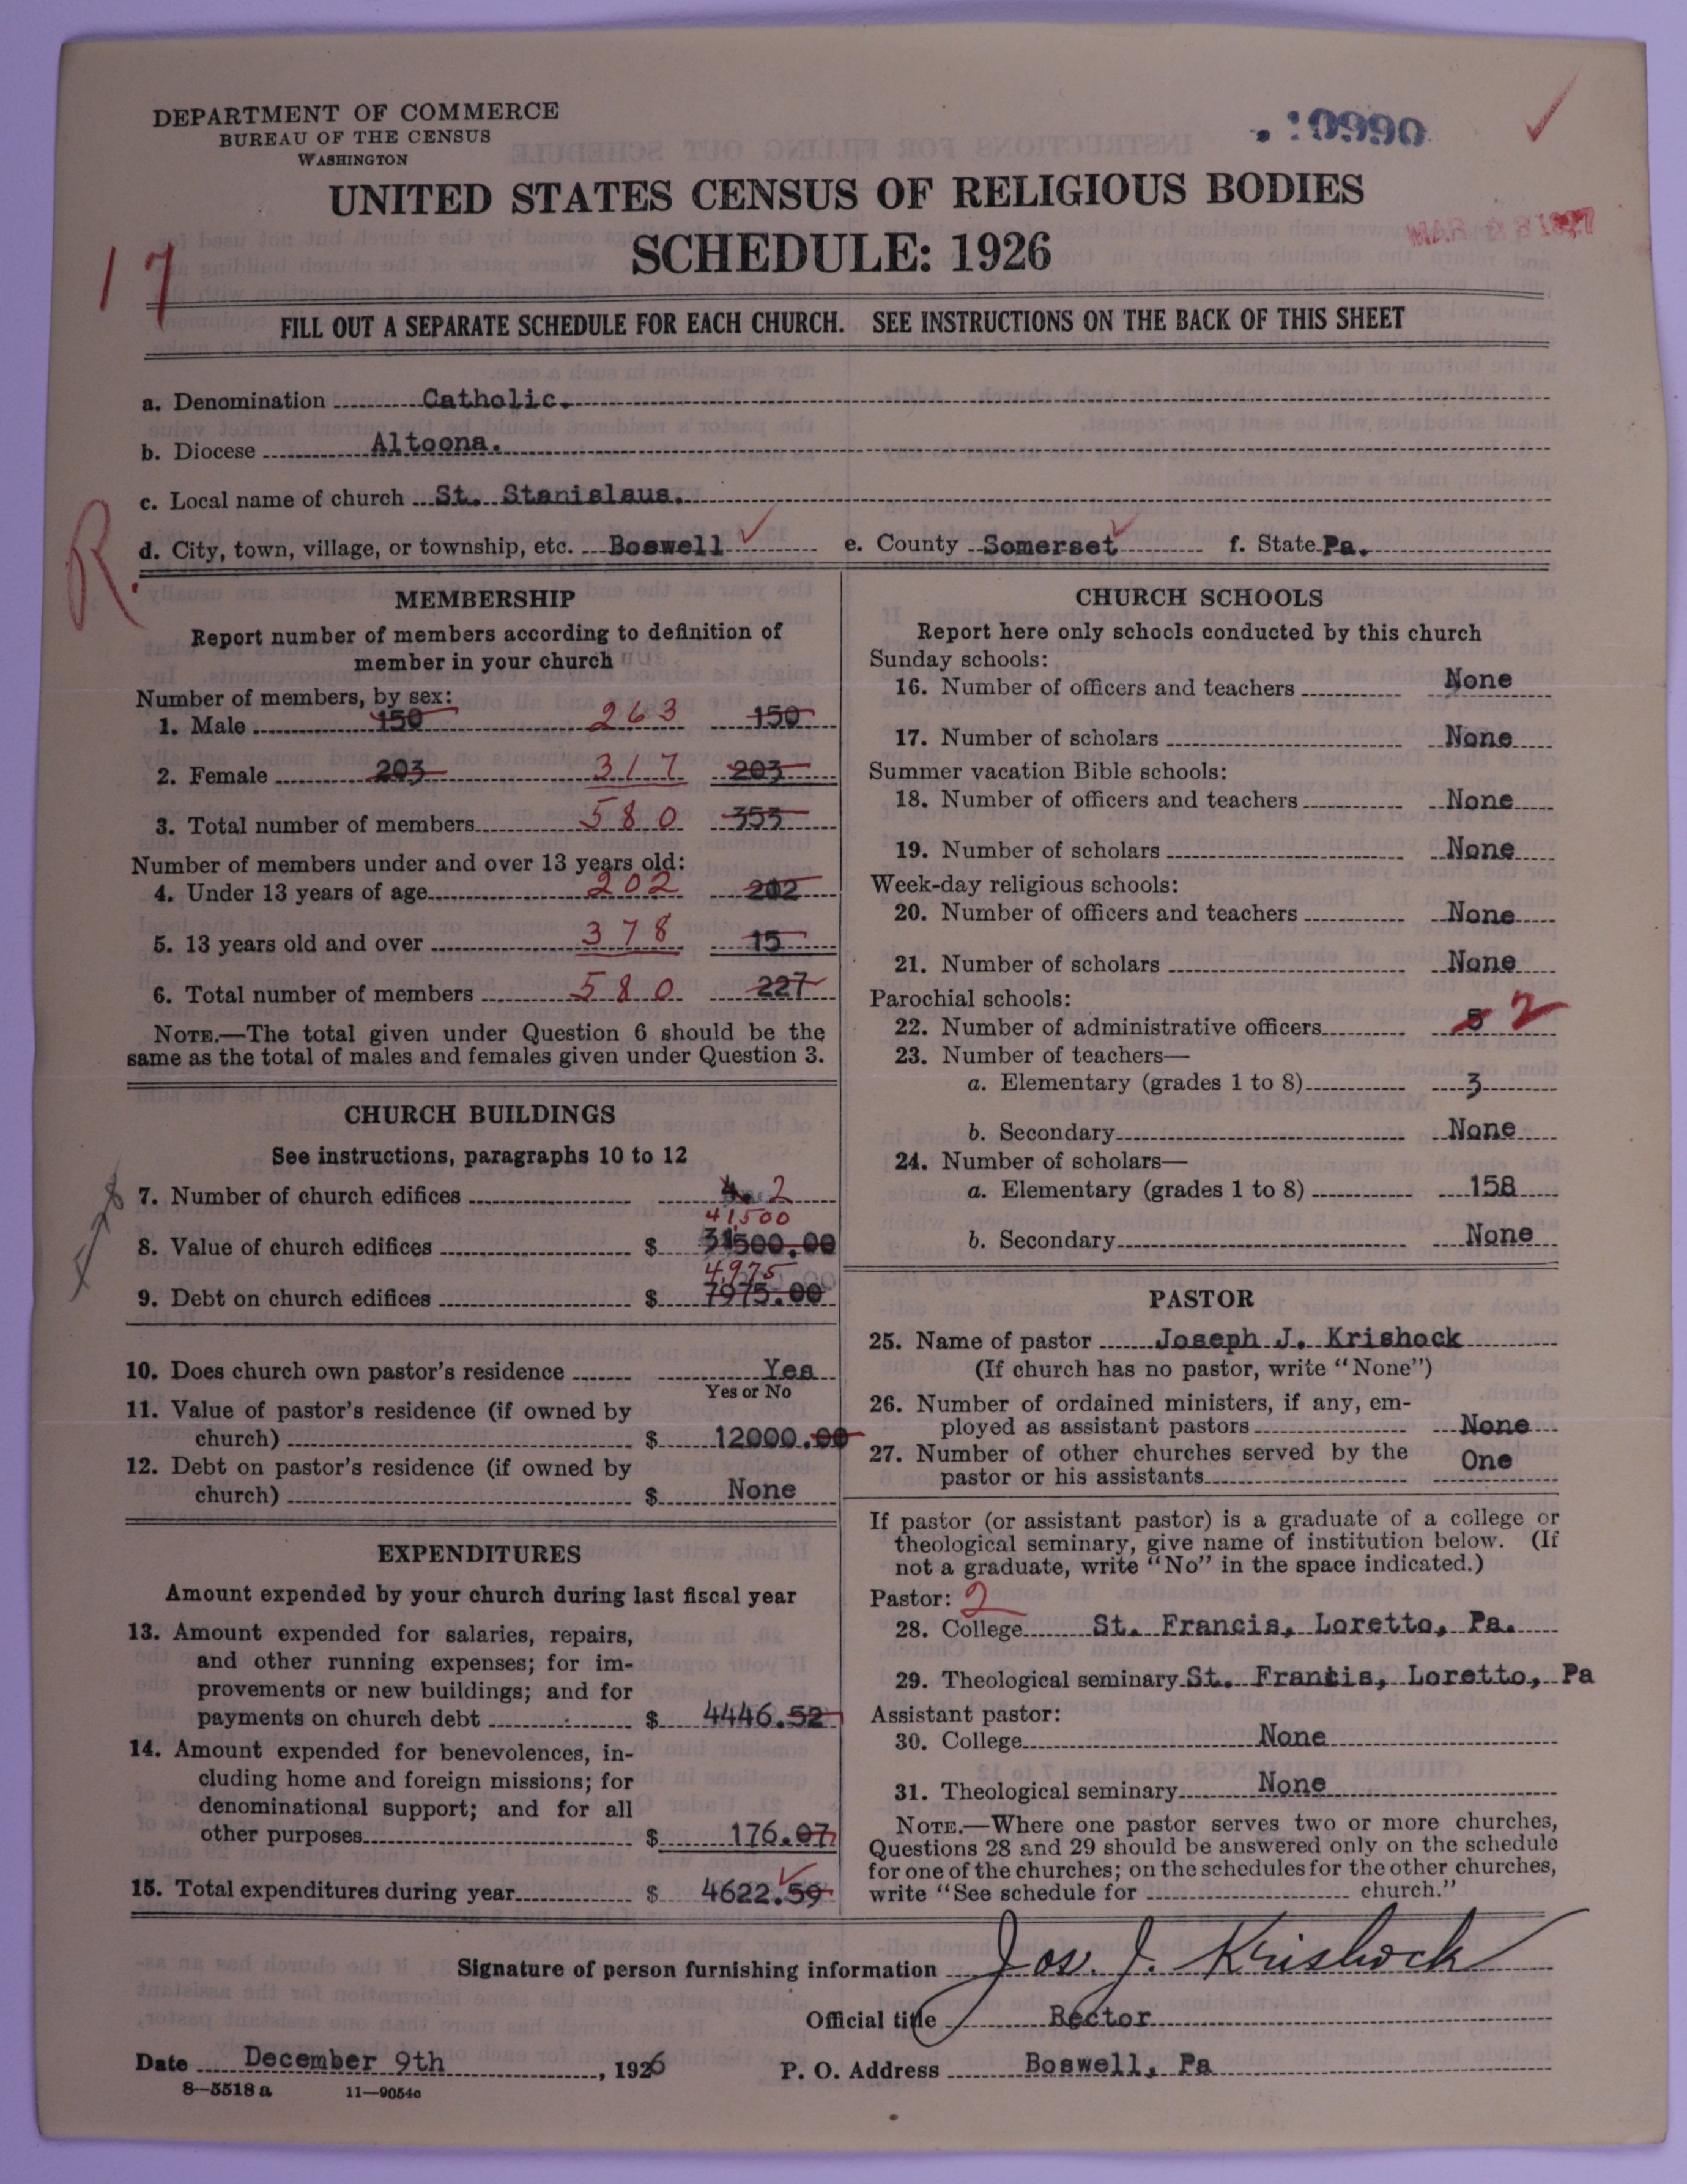 DEPARTMENT OF COMMERCE
BUREAU OF THE CENSUS
WASHINGTON
10990
UNITED STATES CENSUS OF RELIGIOUS BODIES
SCHEDULE: 1926
MAR 1927
17
FILL OUT A SEPARATE SCHEDULE FOR EACH CHURCH. SEE INSTRUCTIONS ON THE BACK OF THIS SHEET
a. Denomination Catholic.
b. Diocese Altoona.
c. Local name of church St. Stanislaus.
R.
d. City, town, village, or township, etc. Boswell e. County Somerset f. State Pa.
MEMBERSHIP
Report number of members according to definition of
member in your church
Number of members, by sex:
1. Male 150 263 150
2. Female 203 317 203
3. Total number of members 580 353
Number of members under and over 13 years old:
4. Under 13 years of age 202 202
5. 13 years old and over 378 15
6. Total number of members 580 227
NOTE.—The total given under Question 6 should be the
same as the total of males and females given under Question 3.
CHURCH BUILDINGS
See instructions, paragraphs 10 to 12
7. Number of church edifices 2
41,500
8. Value of church edifices $ 31500.00
4,975
9. Debt on church edifices $ 7975.00
10. Does church own pastor's residence Yes
Yes or No
11. Value of pastor's residence (if owned by
church) $ 12000.00
12. Debt on pastor's residence (if owned by
church) $ None
EXPENDITURES
Amount expended by your church during last fiscal year
13. Amount expended for salaries, repairs,
and other running expenses; for im-
provements or new buildings; and for
payments on church debt $ 4446.52
14. Amount expended for benevolences, in-
cluding home and foreign missions; for
denominational support; and for all
other purposes $ 176.07
15. Total expenditures during year $ 4622.59
CHURCH SCHOOLS
Report here only schools conducted by this church
Sunday schools:
16. Number of officers and teachers None
17. Number of scholars None
Summer vacation Bible schools:
18. Number of officers and teachers None
19. Number of scholars None
Week-day religious schools:
20. Number of officers and teachers None
21. Number of scholars None
Parochial schools:
22. Number of administrative officers 2
23. Number of teachers—
a. Elementary (grades 1 to 8) 3
b. Secondary None
24. Number of scholars—
a. Elementary (grades 1 to 8) 158
b. Secondary None
PASTOR
25. Name of pastor Joseph J. Krishock
(If church has no pastor, write "None")
26. Number of ordained ministers, if any, em-
ployed as assistant pastors None
27. Number of other churches served by the
pastor or his assistants One
If pastor (or assistant pastor) is a graduate of a college or
theological seminary, give name of institution below. (If
not a graduate, write "No" in the space indicated.)
Pastor: 2
28. College St. Francis, Loretto, Pa.
29. Theological seminary St. Francis, Loretto, Pa
Assistant pastor:
30. College None
31. Theological seminary None
NOTE.—Where one pastor serves two or more churches,
Questions 28 and 29 should be answered only on the schedule
for one of the churches; on the schedules for the other churches,
write "See schedule for church."
Signature of person furnishing information Jos. J. Krishock
Official title Rector
Date December 9th, 1926 P. O. Address Boswell, Pa
8—5518 a 11—9054c